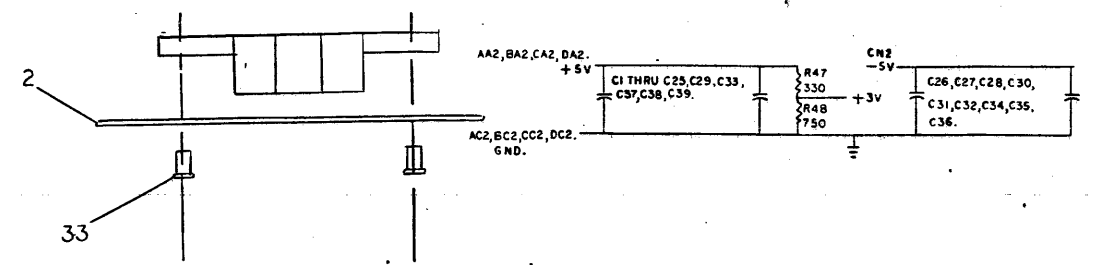 2
33
AA2,BA2,CA2,DA2.
+5V
C1 THRU C25,C29,C33,
C37,C38,C39.
R47
330
+3V
R48
750
AC2,BC2,CC2,DC2.
GND.
CN2
-5V
C26,C27,C28,C30,
C31,C32,C34,C35,
C36.